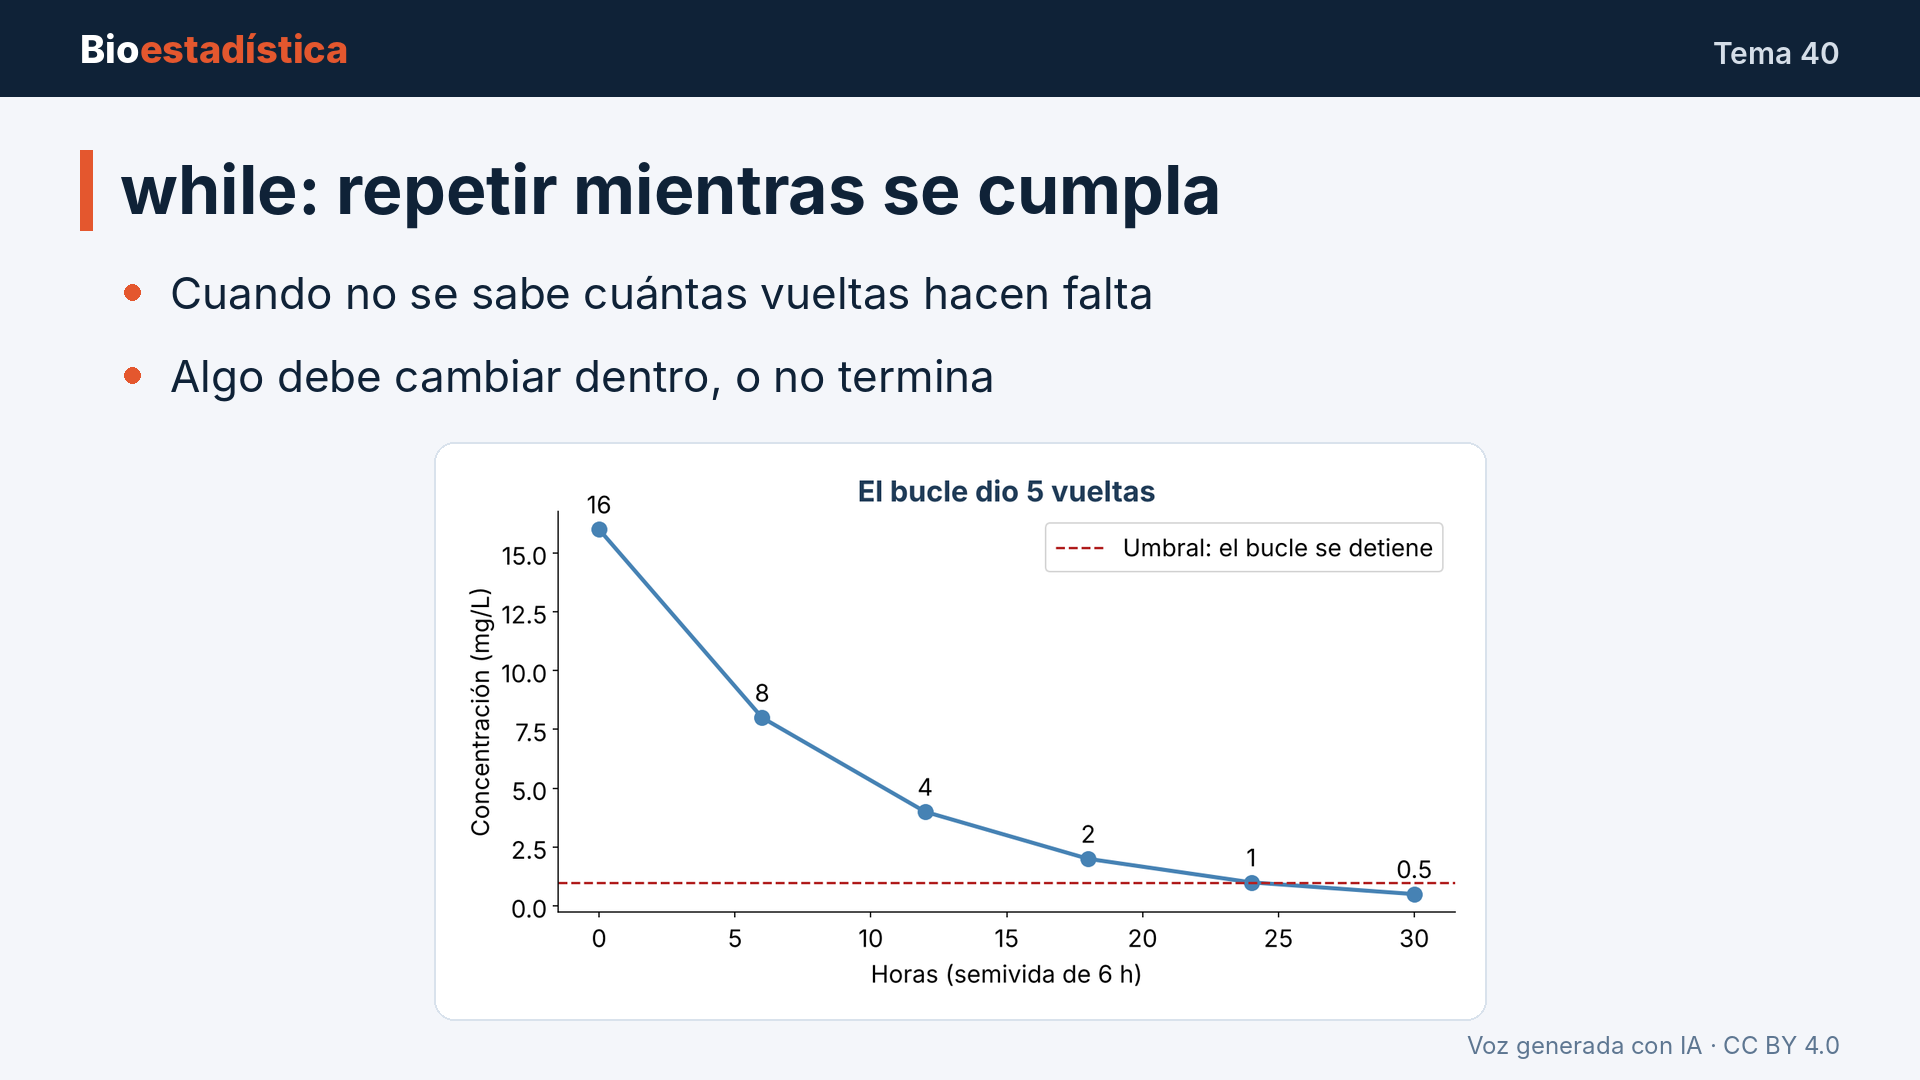 Bioestadística
Tema 40
while: repetir mientras se cumpla
Cuando no se sabe cuántas vueltas hacen falta
Algo debe cambiar dentro, o no termina
El bucle dio 5 vueltas
Umbral: el bucle se detiene
Concentración (mg/L)
15.0
12.5
10.0
7.5
5.0
2.5
0.0
16
8
4
2
1
0.5
0
5
10
15
20
25
30
Horas (semivida de 6 h)
Voz generada con IA · CC BY 4.0